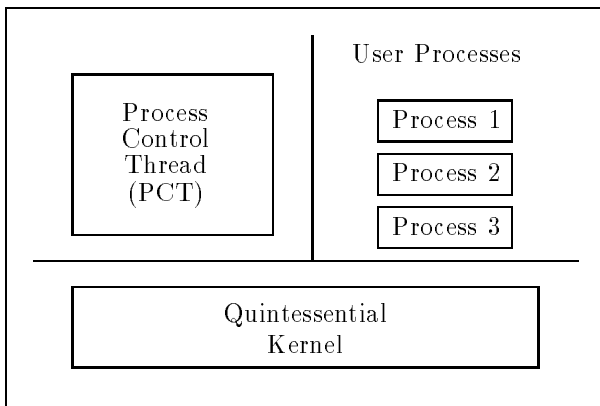 Process
Control
Thread
(PCT)
User Processes
Process 1
Process 2
Process 3
Quintessential
Kernel